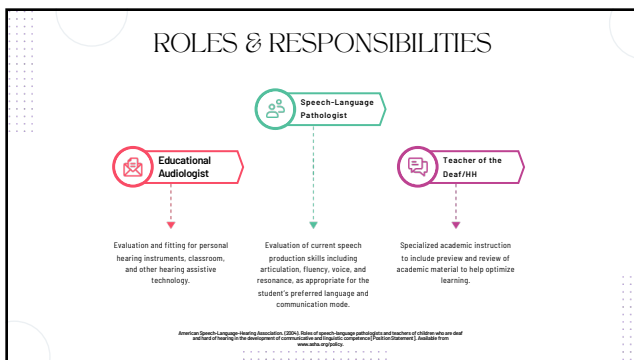 ROLES & RESPONSIBILITIES
Speech-Language
Pathologist
Educational
Audiologist
Teacher of the
Deaf/HH
Evaluation and fitting for personal
hearing instruments, classroom,
and other hearing assistive
technology.
Evaluation of current speech
production skills including
articulation, fluency, voice, and
resonance, as appropriate for the
student's preferred language and
communication mode.
Specialized academic instruction
to include preview and review of
academic material to help optimize
learning.
American Speech-Language-Hearing Association. (2004). Roles of speech-language pathologists and teachers of children who are deaf
and hard of hearing in the development of communicative and linguistic competence [Position Statement]. Available from
www.asha.org/policy.